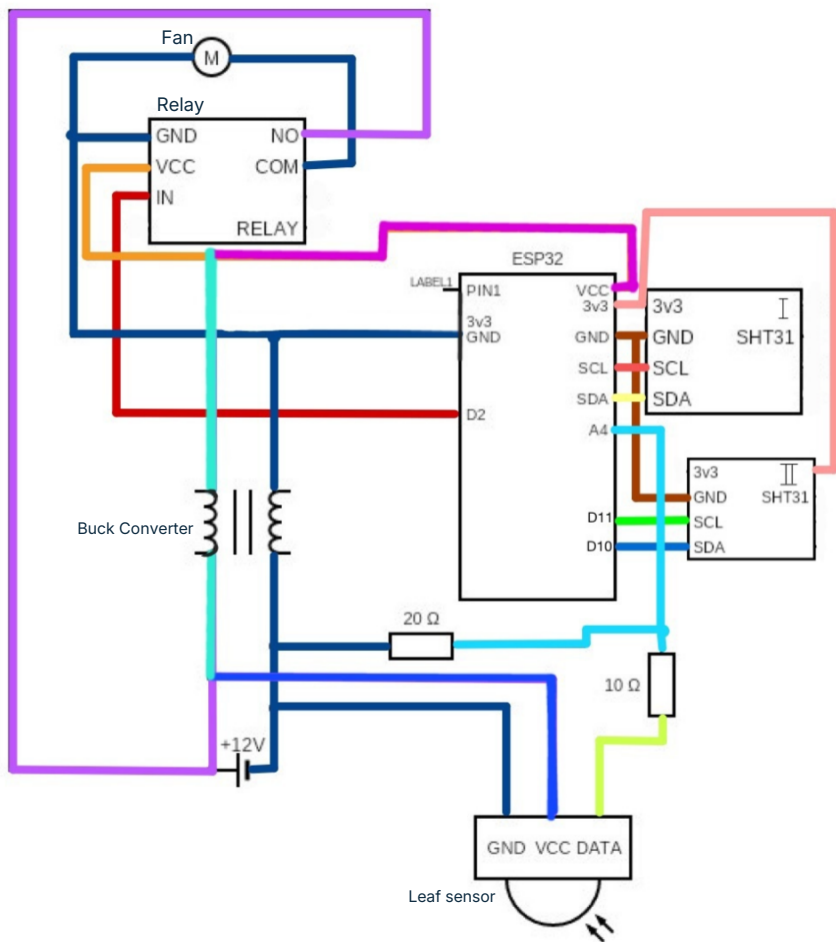 Fan
M
Relay
GND
NO
VCC
COM
IN
RELAY
ESP32
LABEL1
PIN1
VCC
3v3
3v3
GND
GND
SCL
SDA
D2
A4
D11
D10
3v3
I
GND
SHT31
SCL
SDA
3v3
II
GND
SHT31
SCL
SDA
Buck Converter
20 Ω
10 Ω
+12V
GND VCC DATA
Leaf sensor